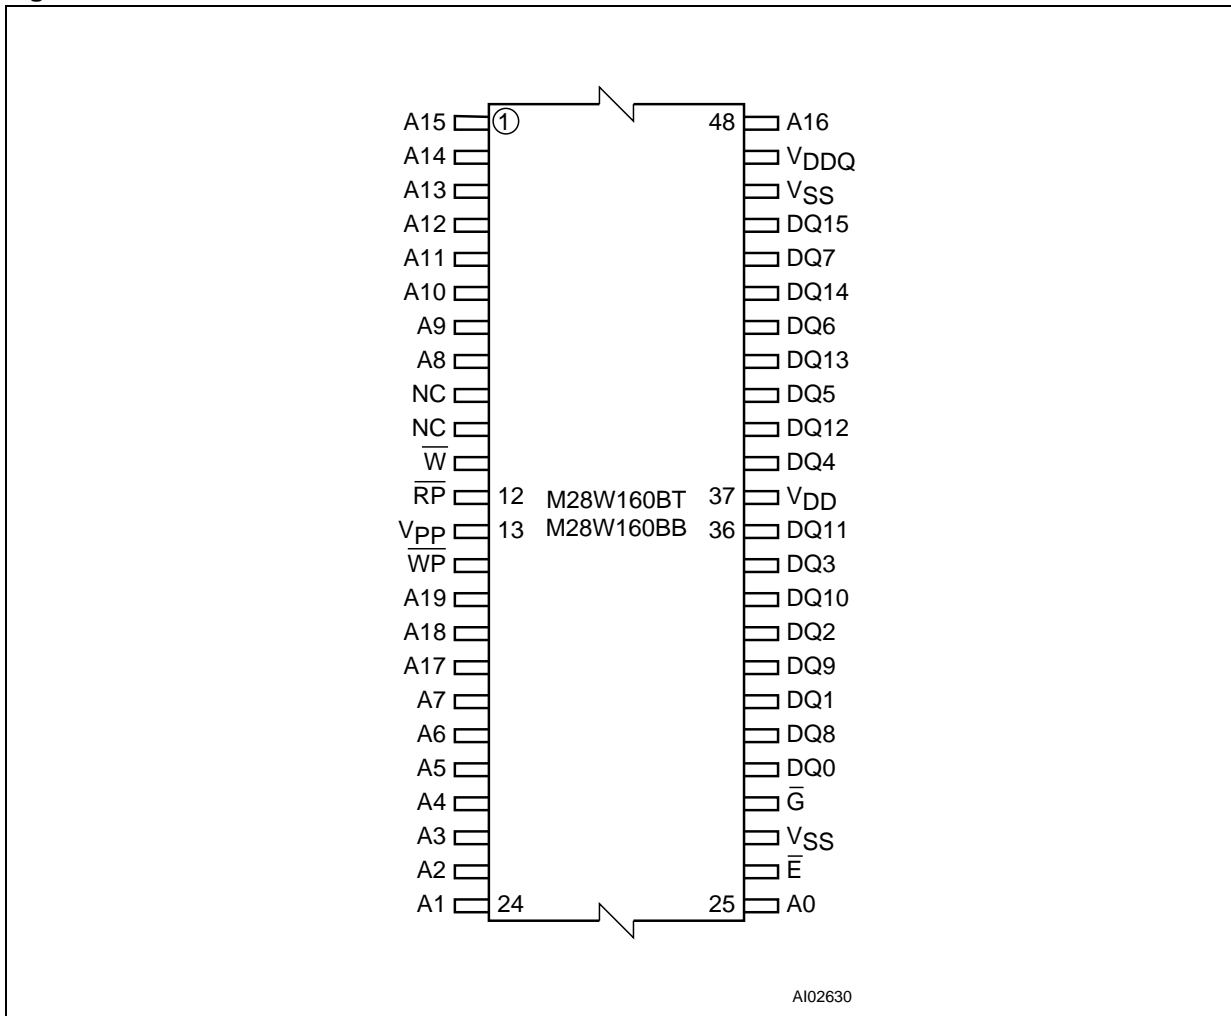 A15 1 48 A16
A14 VDDQ
A13 VSS
A12 DQ15
A11 DQ7
A10 DQ14
A9 DQ6
A8 DQ13
NC DQ5
NC DQ12
W̅ DQ4
R̅P̅ 12 M28W160BT 37 VDD
VPP 13 M28W160BB 36 DQ11
W̅P̅ DQ3
A19 DQ10
A18 DQ2
A17 DQ9
A7 DQ1
A6 DQ8
A5 DQ0
A4 G̅
A3 VSS
A2 E̅
A1 24 25 A0
AI02630